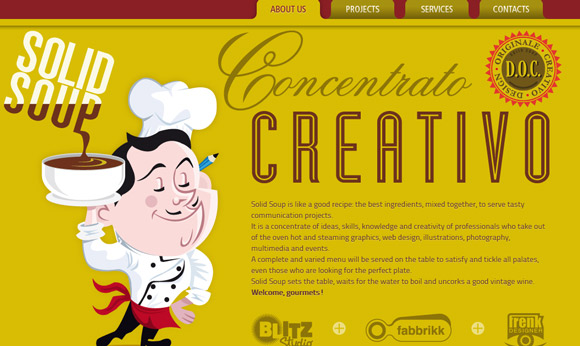 ABOUT US
PROJECTS
SERVICES
CONTACTS
SOLID
SOUP
Concentrato
CREATIVO
ORIGINALE · CREATIVO · DESIGN
D.O.C.
Solid Soup is like a good recipe: the best ingredients, mixed together, to serve tasty
communication projects.
It is a concentrate of ideas, skills, knowledge and creativity of professionals who take out
of the oven hot and steaming graphics, web design, illustrations, photography,
multimedia and events.
A complete and varied menu will be served on the table to satisfy and tickle all palates,
even those who are looking for the perfect plate.
Solid Soup sets the table, waits for the water to boil and uncorks a good vintage wine.
Welcome, gourmets!
BLITZ
Studio
fabbrikk
irenk
DESIGNER